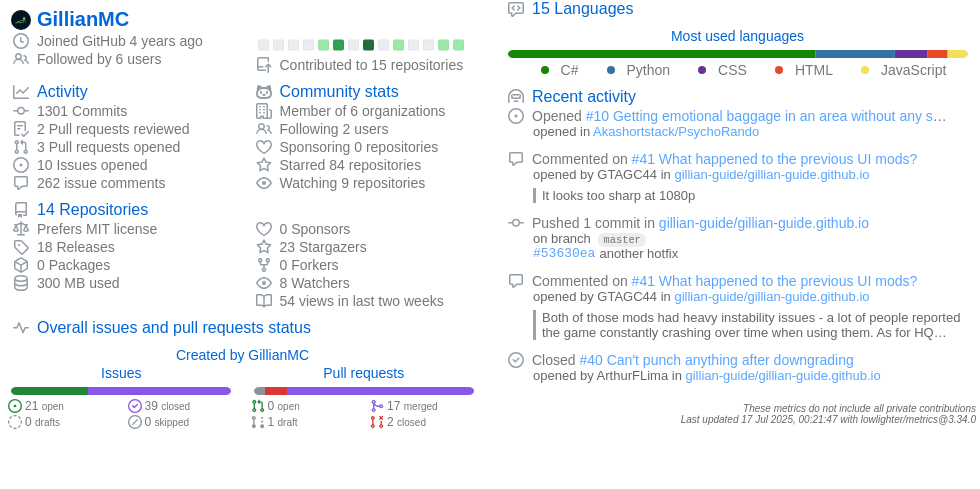 GillianMC
Joined GitHub 4 years ago
Followed by 6 users
Contributed to 15 repositories
Activity
1301 Commits
2 Pull requests reviewed
3 Pull requests opened
10 Issues opened
262 issue comments
Community stats
Member of 6 organizations
Following 2 users
Sponsoring 0 repositories
Starred 84 repositories
Watching 9 repositories
14 Repositories
Prefers MIT license
18 Releases
0 Packages
300 MB used
0 Sponsors
23 Stargazers
0 Forkers
8 Watchers
54 views in last two weeks
Overall issues and pull requests status
Created by GillianMC
Issues
21 open
39 closed
0 drafts
0 skipped
Pull requests
0 open
17 merged
1 draft
2 closed
15 Languages
Most used languages
C# Python CSS HTML JavaScript
Recent activity
Opened #10 Getting emotional baggage in an area without any s…
opened in Akashortstack/PsychoRando
Commented on #41 What happened to the previous UI mods?
opened by GTAGC44 in gillian-guide/gillian-guide.github.io
It looks too sharp at 1080p
Pushed 1 commit in gillian-guide/gillian-guide.github.io
on branch master
#53630ea another hotfix
Commented on #41 What happened to the previous UI mods?
opened by GTAGC44 in gillian-guide/gillian-guide.github.io
Both of those mods had heavy instability issues - a lot of people reported
the game constantly crashing over time when using them. As for HQ…
Closed #40 Can't punch anything after downgrading
opened by ArthurFLima in gillian-guide/gillian-guide.github.io
These metrics do not include all private contributions
Last updated 17 Jul 2025, 00:21:47 with lowlighter/metrics@3.34.0